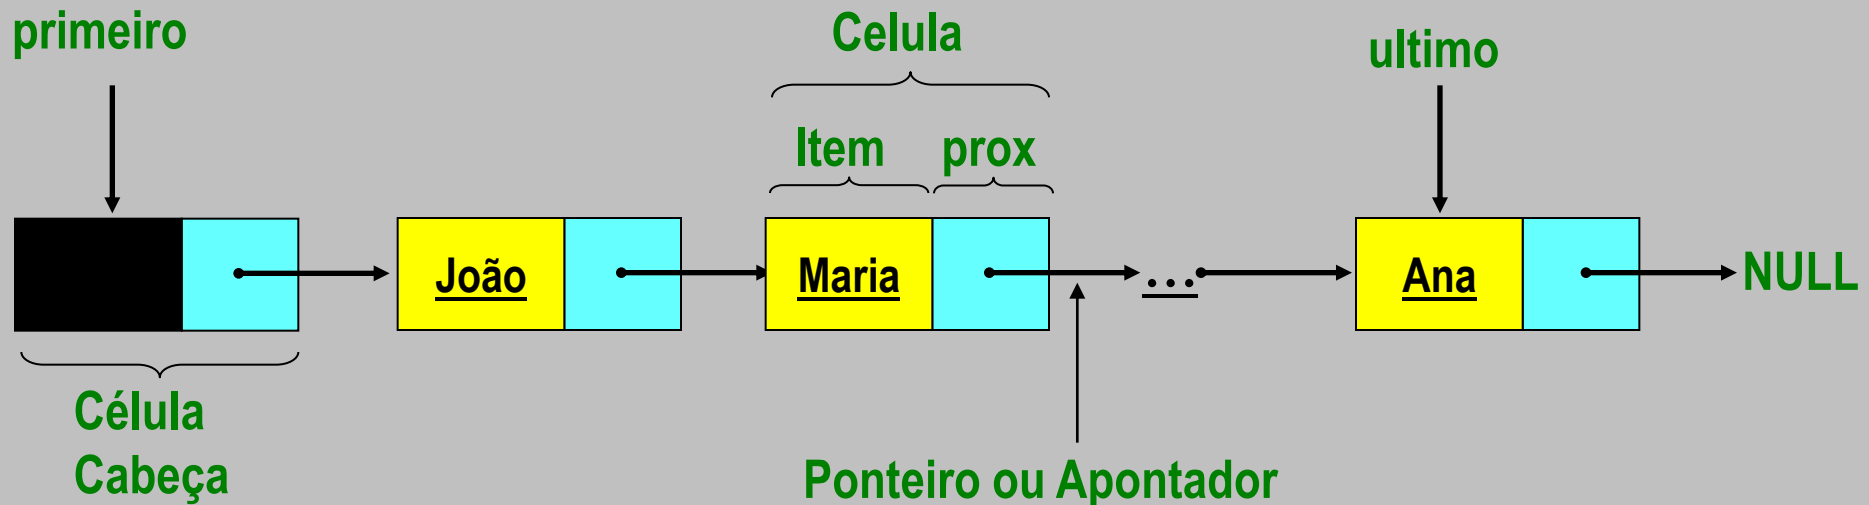 primeiro
Celula
ultimo
Item prox
João
Maria
...
Ana
NULL
Célula
Cabeça
Ponteiro ou Apontador